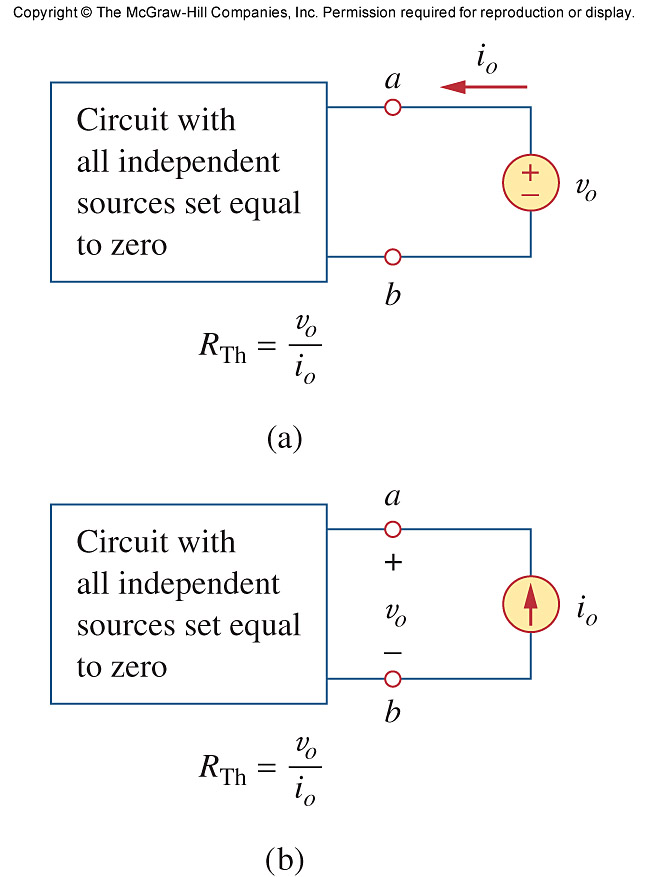 Copyright © The McGraw-Hill Companies, Inc. Permission required for reproduction or display.
i_o
a
Circuit with
all independent
sources set equal
to zero
+
−
v_o
b
R_Th = v_o / i_o
(a)
a
Circuit with
all independent
sources set equal
to zero
+
v_o
−
i_o
b
R_Th = v_o / i_o
(b)